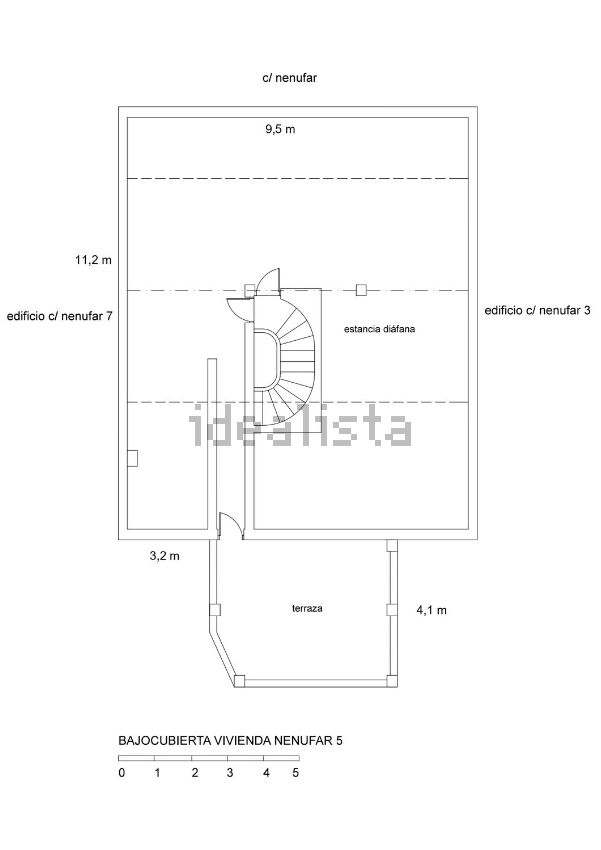 c/ nenufar
9,5 m
11,2 m
edificio c/ nenufar 7
edificio c/ nenufar 3
estancia diáfana
idealista
3,2 m
terraza
4,1 m
BAJOCUBIERTA VIVIENDA NENUFAR 5
0 1 2 3 4 5